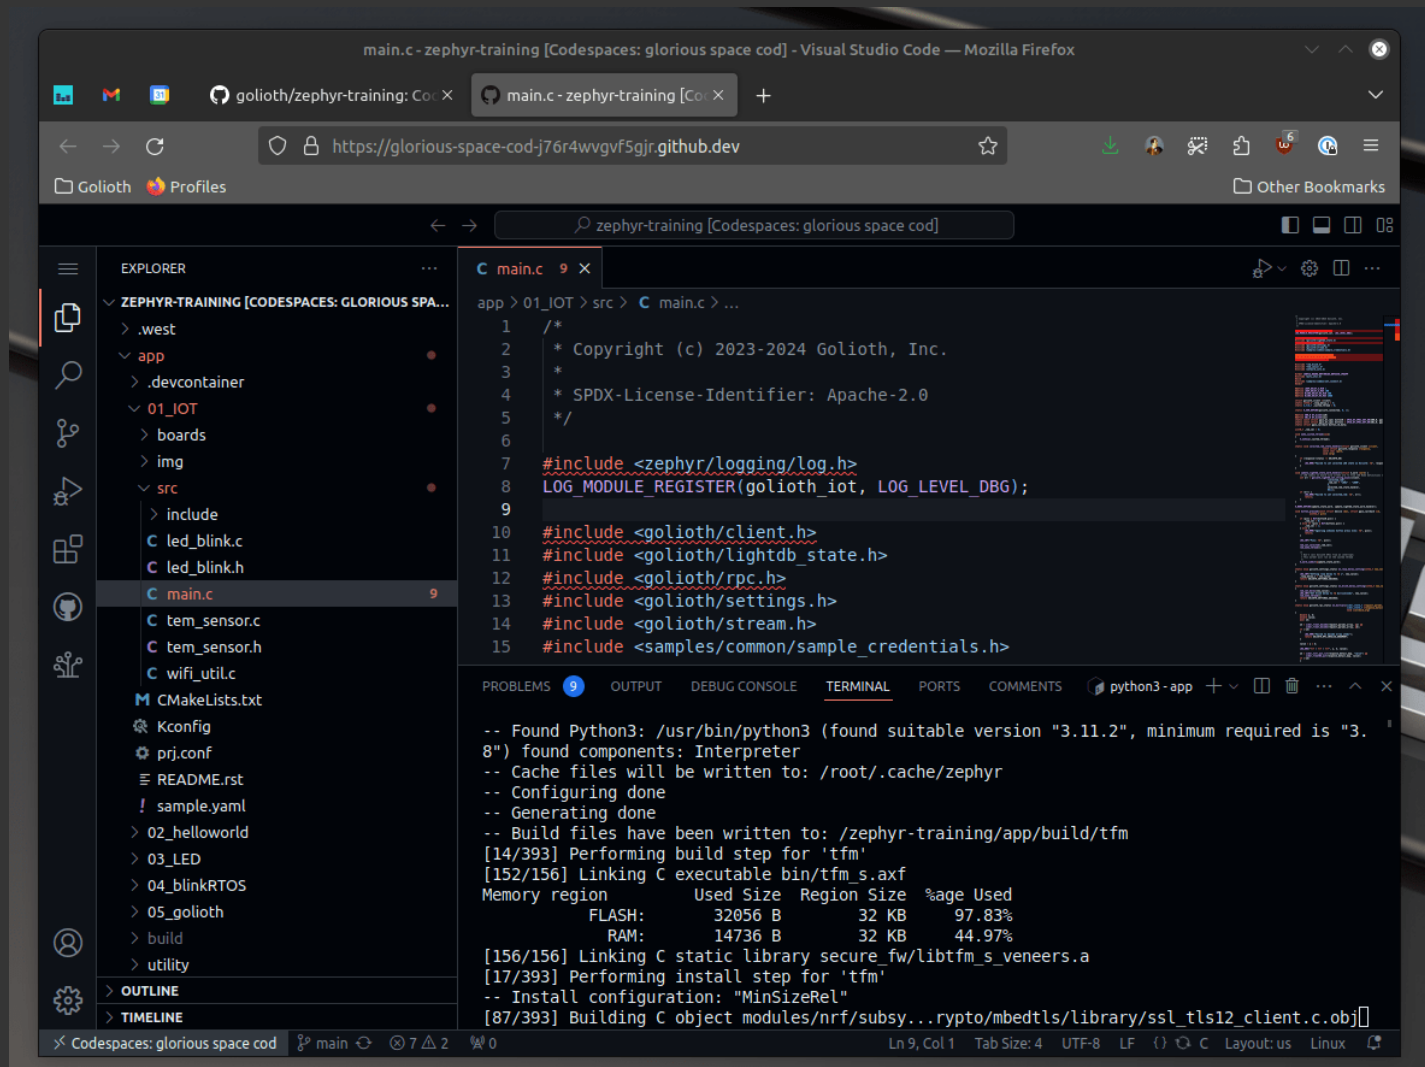 main.c - zephyr-training [Codespaces: glorious space cod] - Visual Studio Code — Mozilla Firefox
31
golioth/zephyr-training: Co
main.c - zephyr-training [Co
https://glorious-space-cod-j76r4wvgvf5gjr.github.dev
6
Golioth
Profiles
Other Bookmarks
zephyr-training [Codespaces: glorious space cod]
EXPLORER
ZEPHYR-TRAINING [CODESPACES: GLORIOUS SPA...
.west
app
.devcontainer
01_IOT
boards
img
src
include
C led_blink.c
C led_blink.h
C main.c 9
C tem_sensor.c
C tem_sensor.h
C wifi_util.c
M CMakeLists.txt
Kconfig
prj.conf
README.rst
! sample.yaml
02_helloworld
03_LED
04_blinkRTOS
05_golioth
build
utility
OUTLINE
TIMELINE
C main.c 9
app > 01_IOT > src > C main.c > ...
1 /*
2 * Copyright (c) 2023-2024 Golioth, Inc.
3 *
4 * SPDX-License-Identifier: Apache-2.0
5 */
6
7 #include <zephyr/logging/log.h>
8 LOG_MODULE_REGISTER(golioth_iot, LOG_LEVEL_DBG);
9
10 #include <golioth/client.h>
11 #include <golioth/lightdb_state.h>
12 #include <golioth/rpc.h>
13 #include <golioth/settings.h>
14 #include <golioth/stream.h>
15 #include <samples/common/sample_credentials.h>
PROBLEMS 9 OUTPUT DEBUG CONSOLE TERMINAL PORTS COMMENTS python3 - app
-- Found Python3: /usr/bin/python3 (found suitable version "3.11.2", minimum required is "3.
8") found components: Interpreter
-- Cache files will be written to: /root/.cache/zephyr
-- Configuring done
-- Generating done
-- Build files have been written to: /zephyr-training/app/build/tfm
[14/393] Performing build step for 'tfm'
[152/156] Linking C executable bin/tfm_s.axf
Memory region Used Size Region Size %age Used
FLASH: 32056 B 32 KB 97.83%
RAM: 14736 B 32 KB 44.97%
[156/156] Linking C static library secure_fw/libtfm_s_veneers.a
[17/393] Performing install step for 'tfm'
-- Install configuration: "MinSizeRel"
[87/393] Building C object modules/nrf/subsy...rypto/mbedtls/library/ssl_tls12_client.c.obj
Codespaces: glorious space cod main 7 2 0 Ln 9, Col 1 Tab Size: 4 UTF-8 LF {} C Layout: us Linux